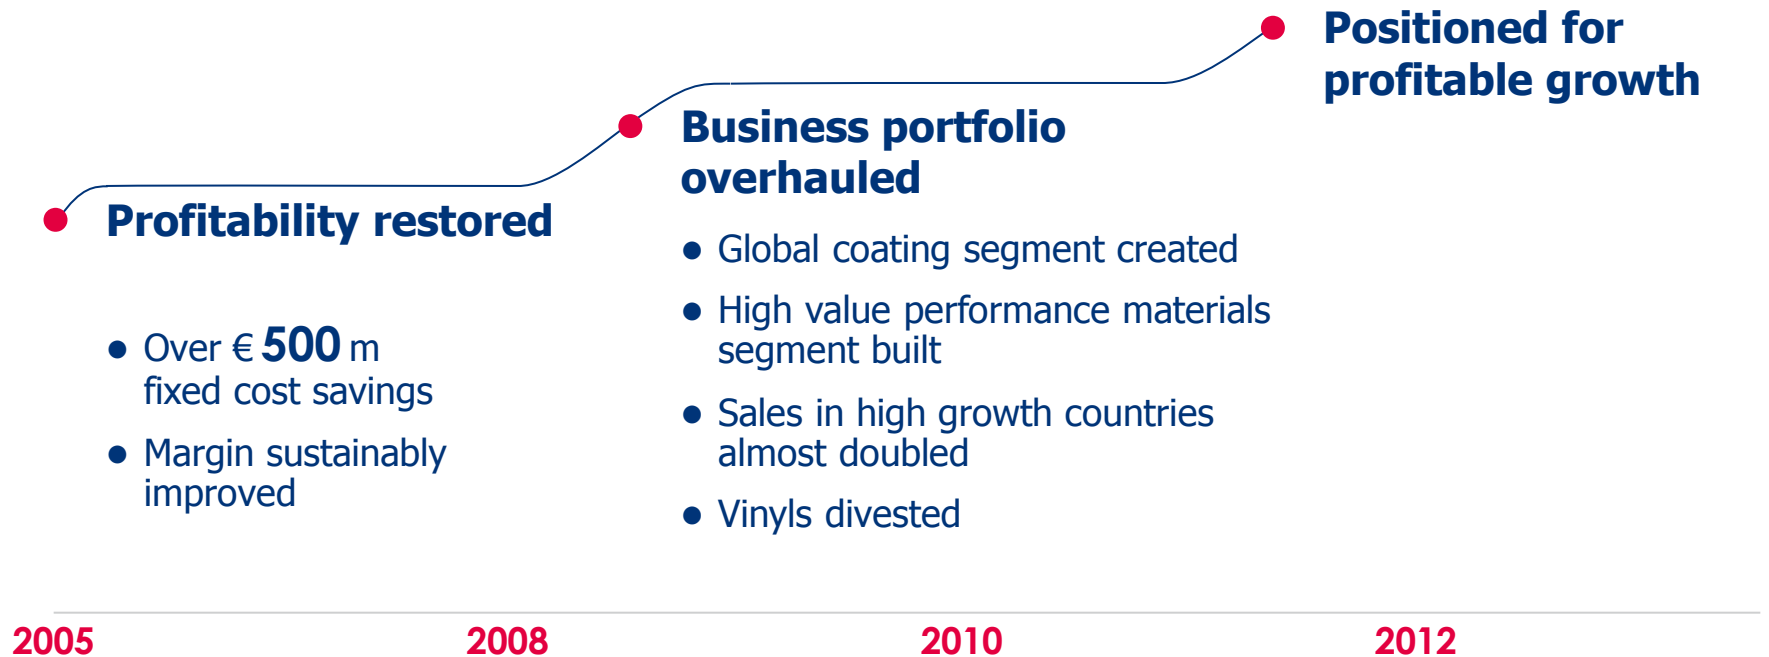 Profitability restored
● Over € 500 m
fixed cost savings
● Margin sustainably
improved
Business portfolio
overhauled
● Global coating segment created
● High value performance materials
segment built
● Sales in high growth countries
almost doubled
● Vinyls divested
Positioned for
profitable growth
2005
2008
2010
2012